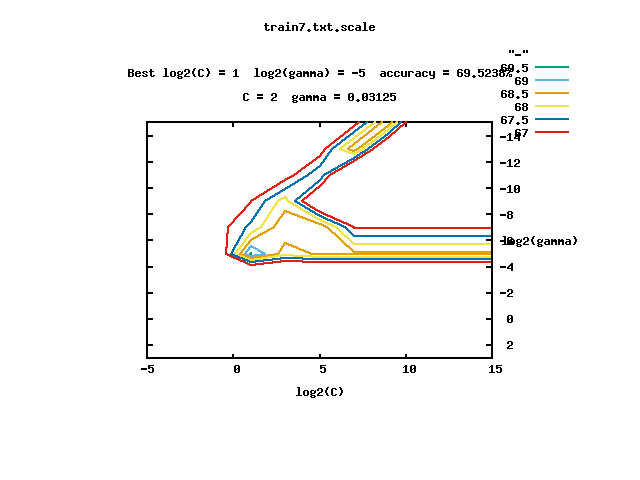 train7.txt.scale
"-"
Best log2(C) = 1  log2(gamma) = -5  accuracy = 69.5238%
69.5
69
68.5
68
67.5
67
C = 2  gamma = 0.03125
-14
-12
-10
-8
-6
log2(gamma)
-4
-2
0
2
-5 0 5 10 15
log2(C)